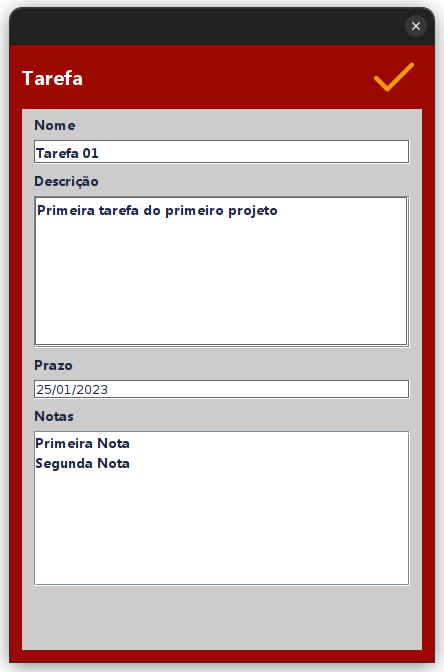 Tarefa
Nome
Tarefa 01
Descrição
Primeira tarefa do primeiro projeto
Prazo
25/01/2023
Notas
Primeira Nota
Segunda Nota